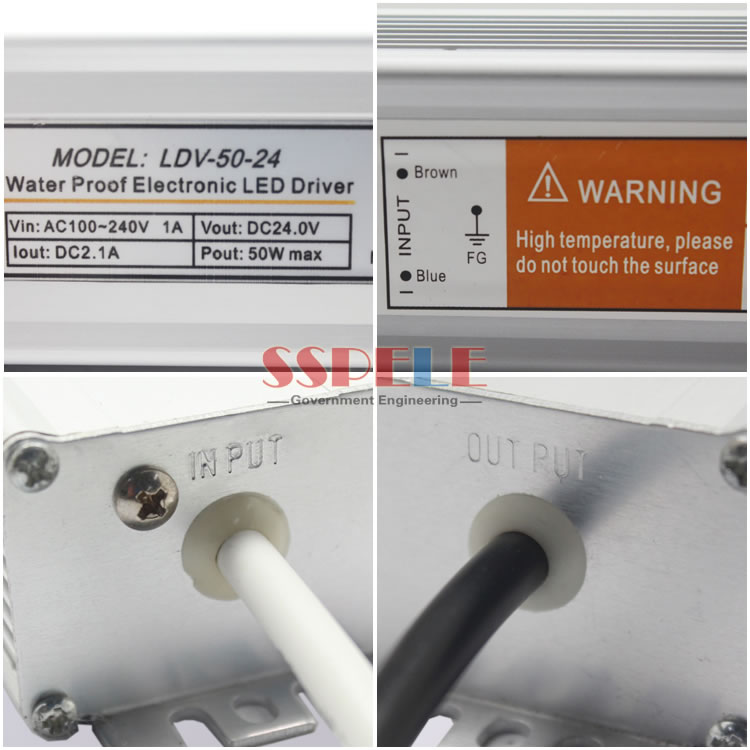 MODEL: LDV-50-24
Water Proof Electronic LED Driver
Vin: AC100~240V 1A Vout: DC24.0V
Iout: DC2.1A Pout: 50W max
Brown
INPUT
Blue
FG
WARNING
High temperature, please
do not touch the surface
SSPELE
Government Engineering
INPUT
OUTPUT